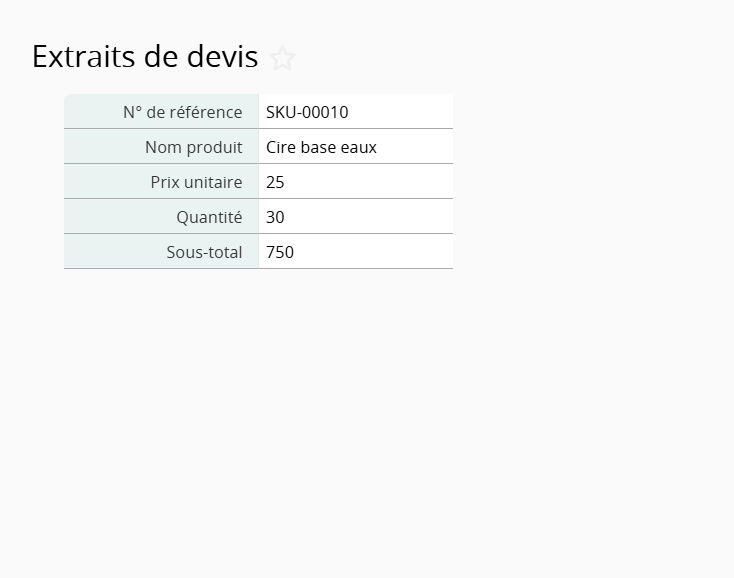 Extraits de devis
N° de référence SKU-00010
Nom produit Cire base eaux
Prix unitaire 25
Quantité 30
Sous-total 750